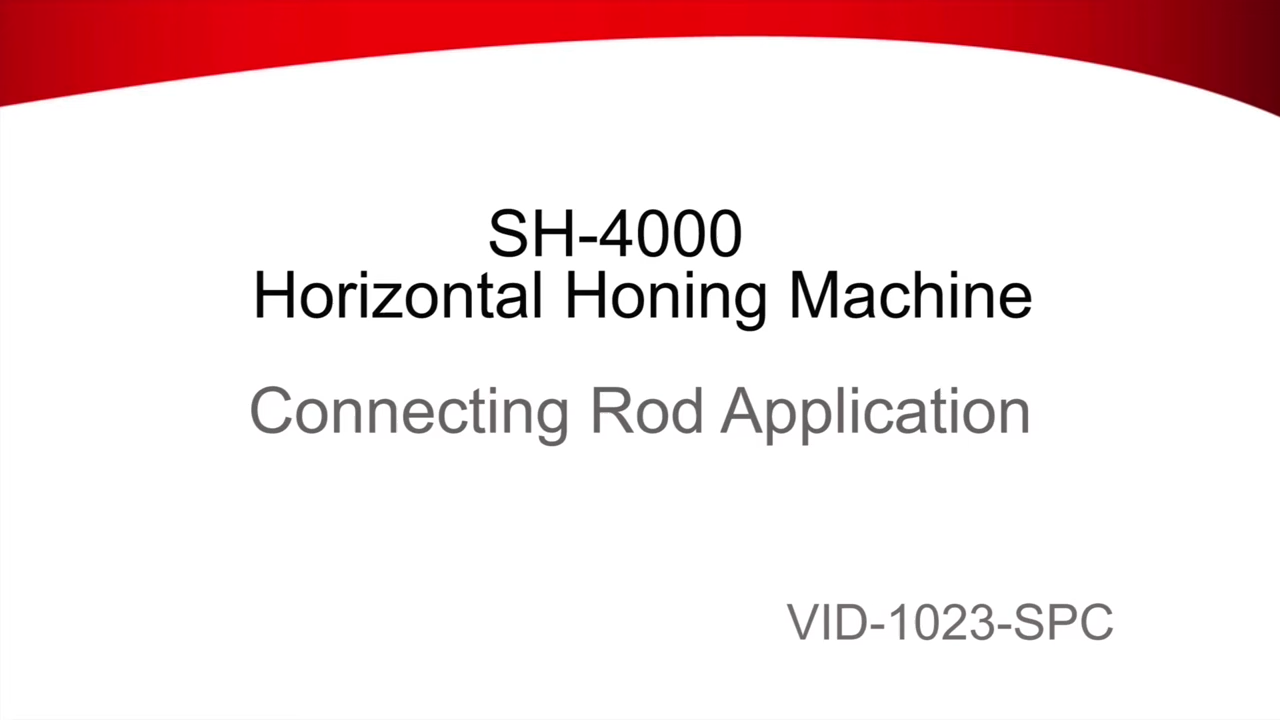 SH-4000
Horizontal Honing Machine
Connecting Rod Application
VID-1023-SPC